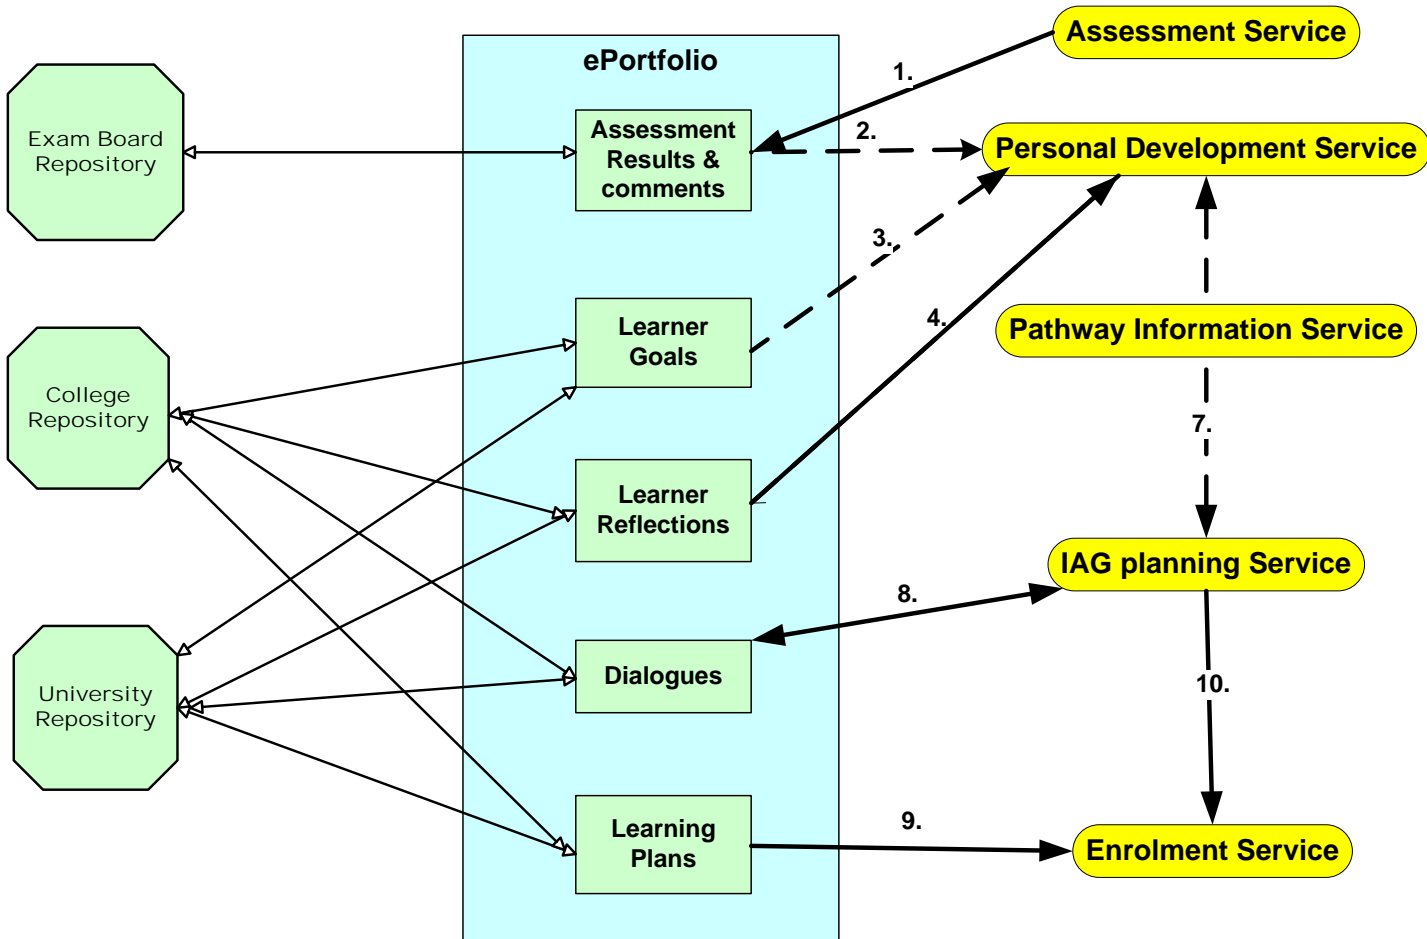 Assessment Service
ePortfolio
1.
Exam Board
Repository
Assessment
Results &
comments
2.
Personal Development Service
3.
Learner
Goals
4.
Pathway Information Service
College
Repository
7.
Learner
Reflections
IAG planning Service
8.
University
Repository
Dialogues
10.
Learning
Plans
9.
Enrolment Service